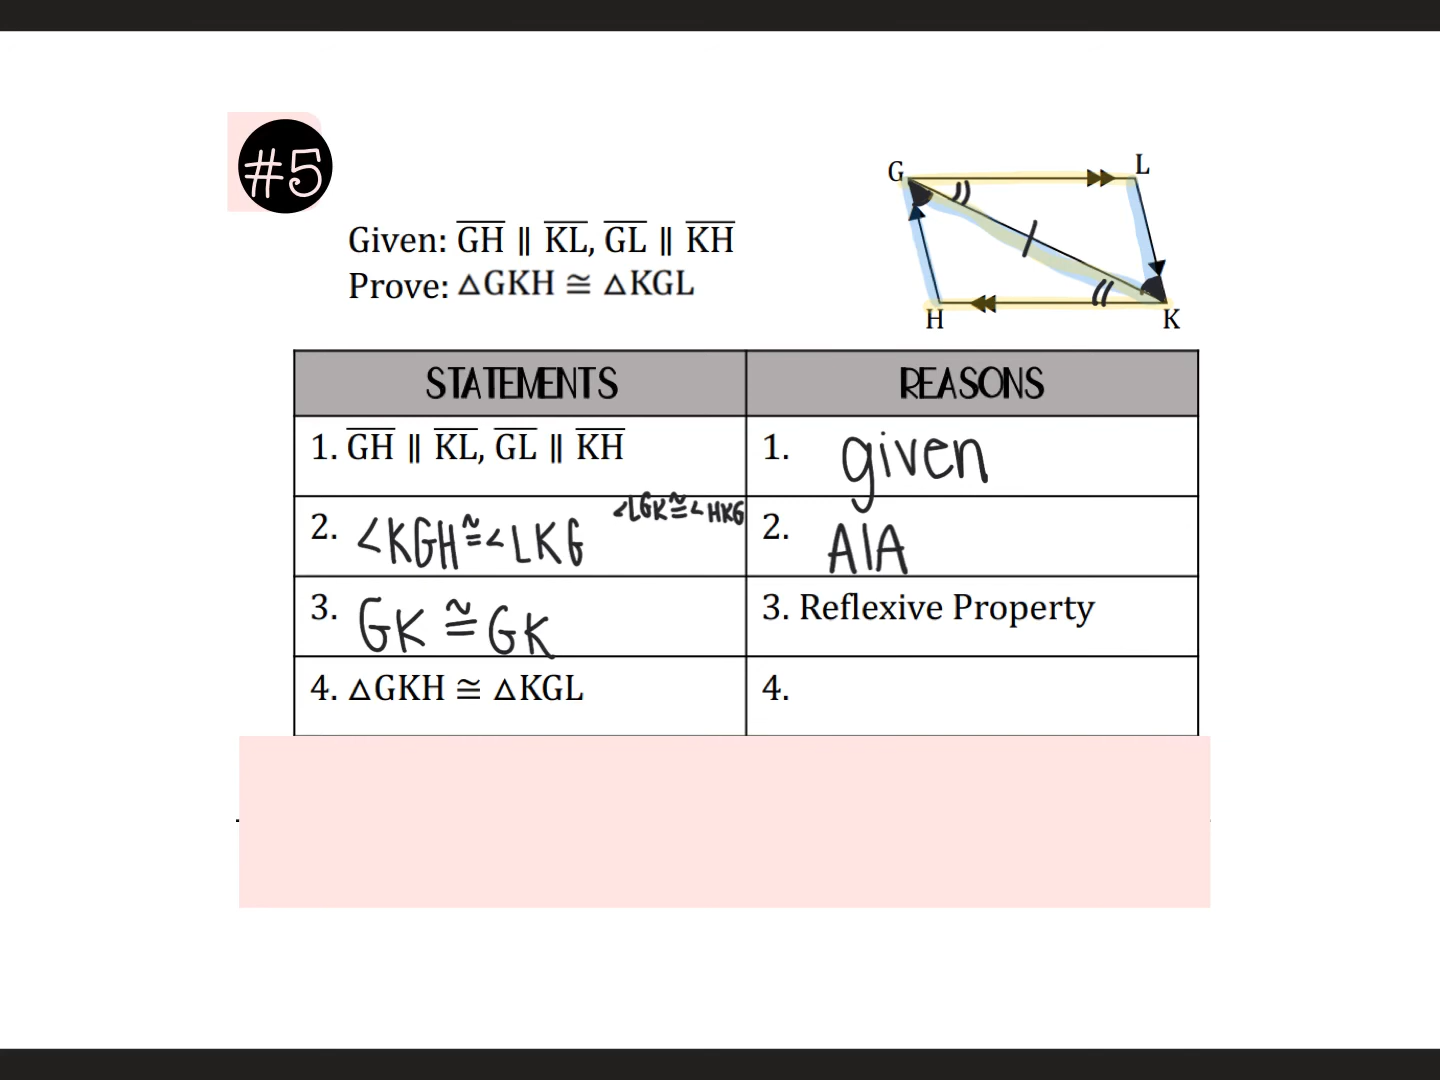 #5
G
L
Given: GH ∥ KL, GL ∥ KH
Prove: △GKH ≅ △KGL
H
K
STATEMENTS
REASONS
1. GH ∥ KL, GL ∥ KH
1. given
2. ∠KGH ≅ ∠LKG ∠LGK ≅ ∠HKG
2. AIA
3. GK ≅ GK
3. Reflexive Property
4. △GKH ≅ △KGL
4.